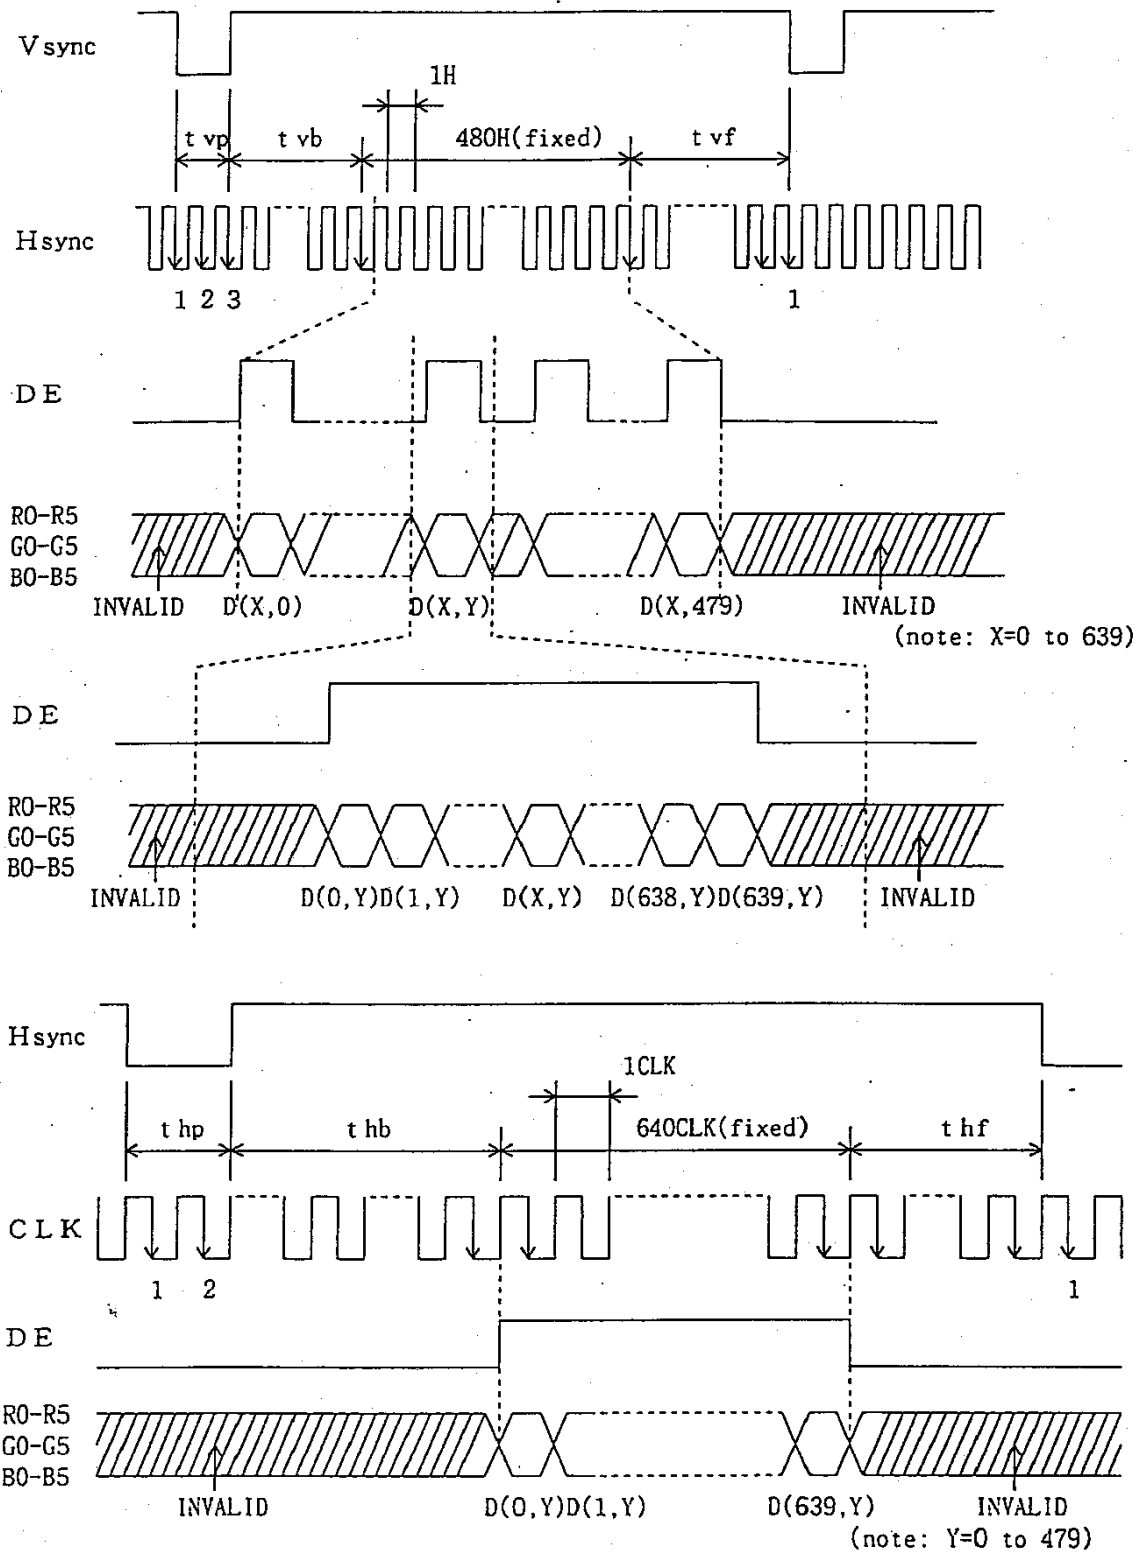 Vsync
1H
t vp
t vb
480H(fixed)
t vf
Hsync
1 2 3
1
DE
R0-R5
G0-G5
B0-B5
INVALID
D(X,0)
D(X,Y)
D(X,479)
INVALID
(note: X=0 to 639)
DE
R0-R5
G0-G5
B0-B5
INVALID
D(0,Y)D(1,Y)
D(X,Y)
D(638,Y)D(639,Y)
INVALID
Hsync
1CLK
t hp
t hb
640CLK(fixed)
t hf
CLK
1
2
1
DE
R0-R5
G0-G5
B0-B5
INVALID
D(0,Y)D(1,Y)
D(639,Y)
INVALID
(note: Y=0 to 479)